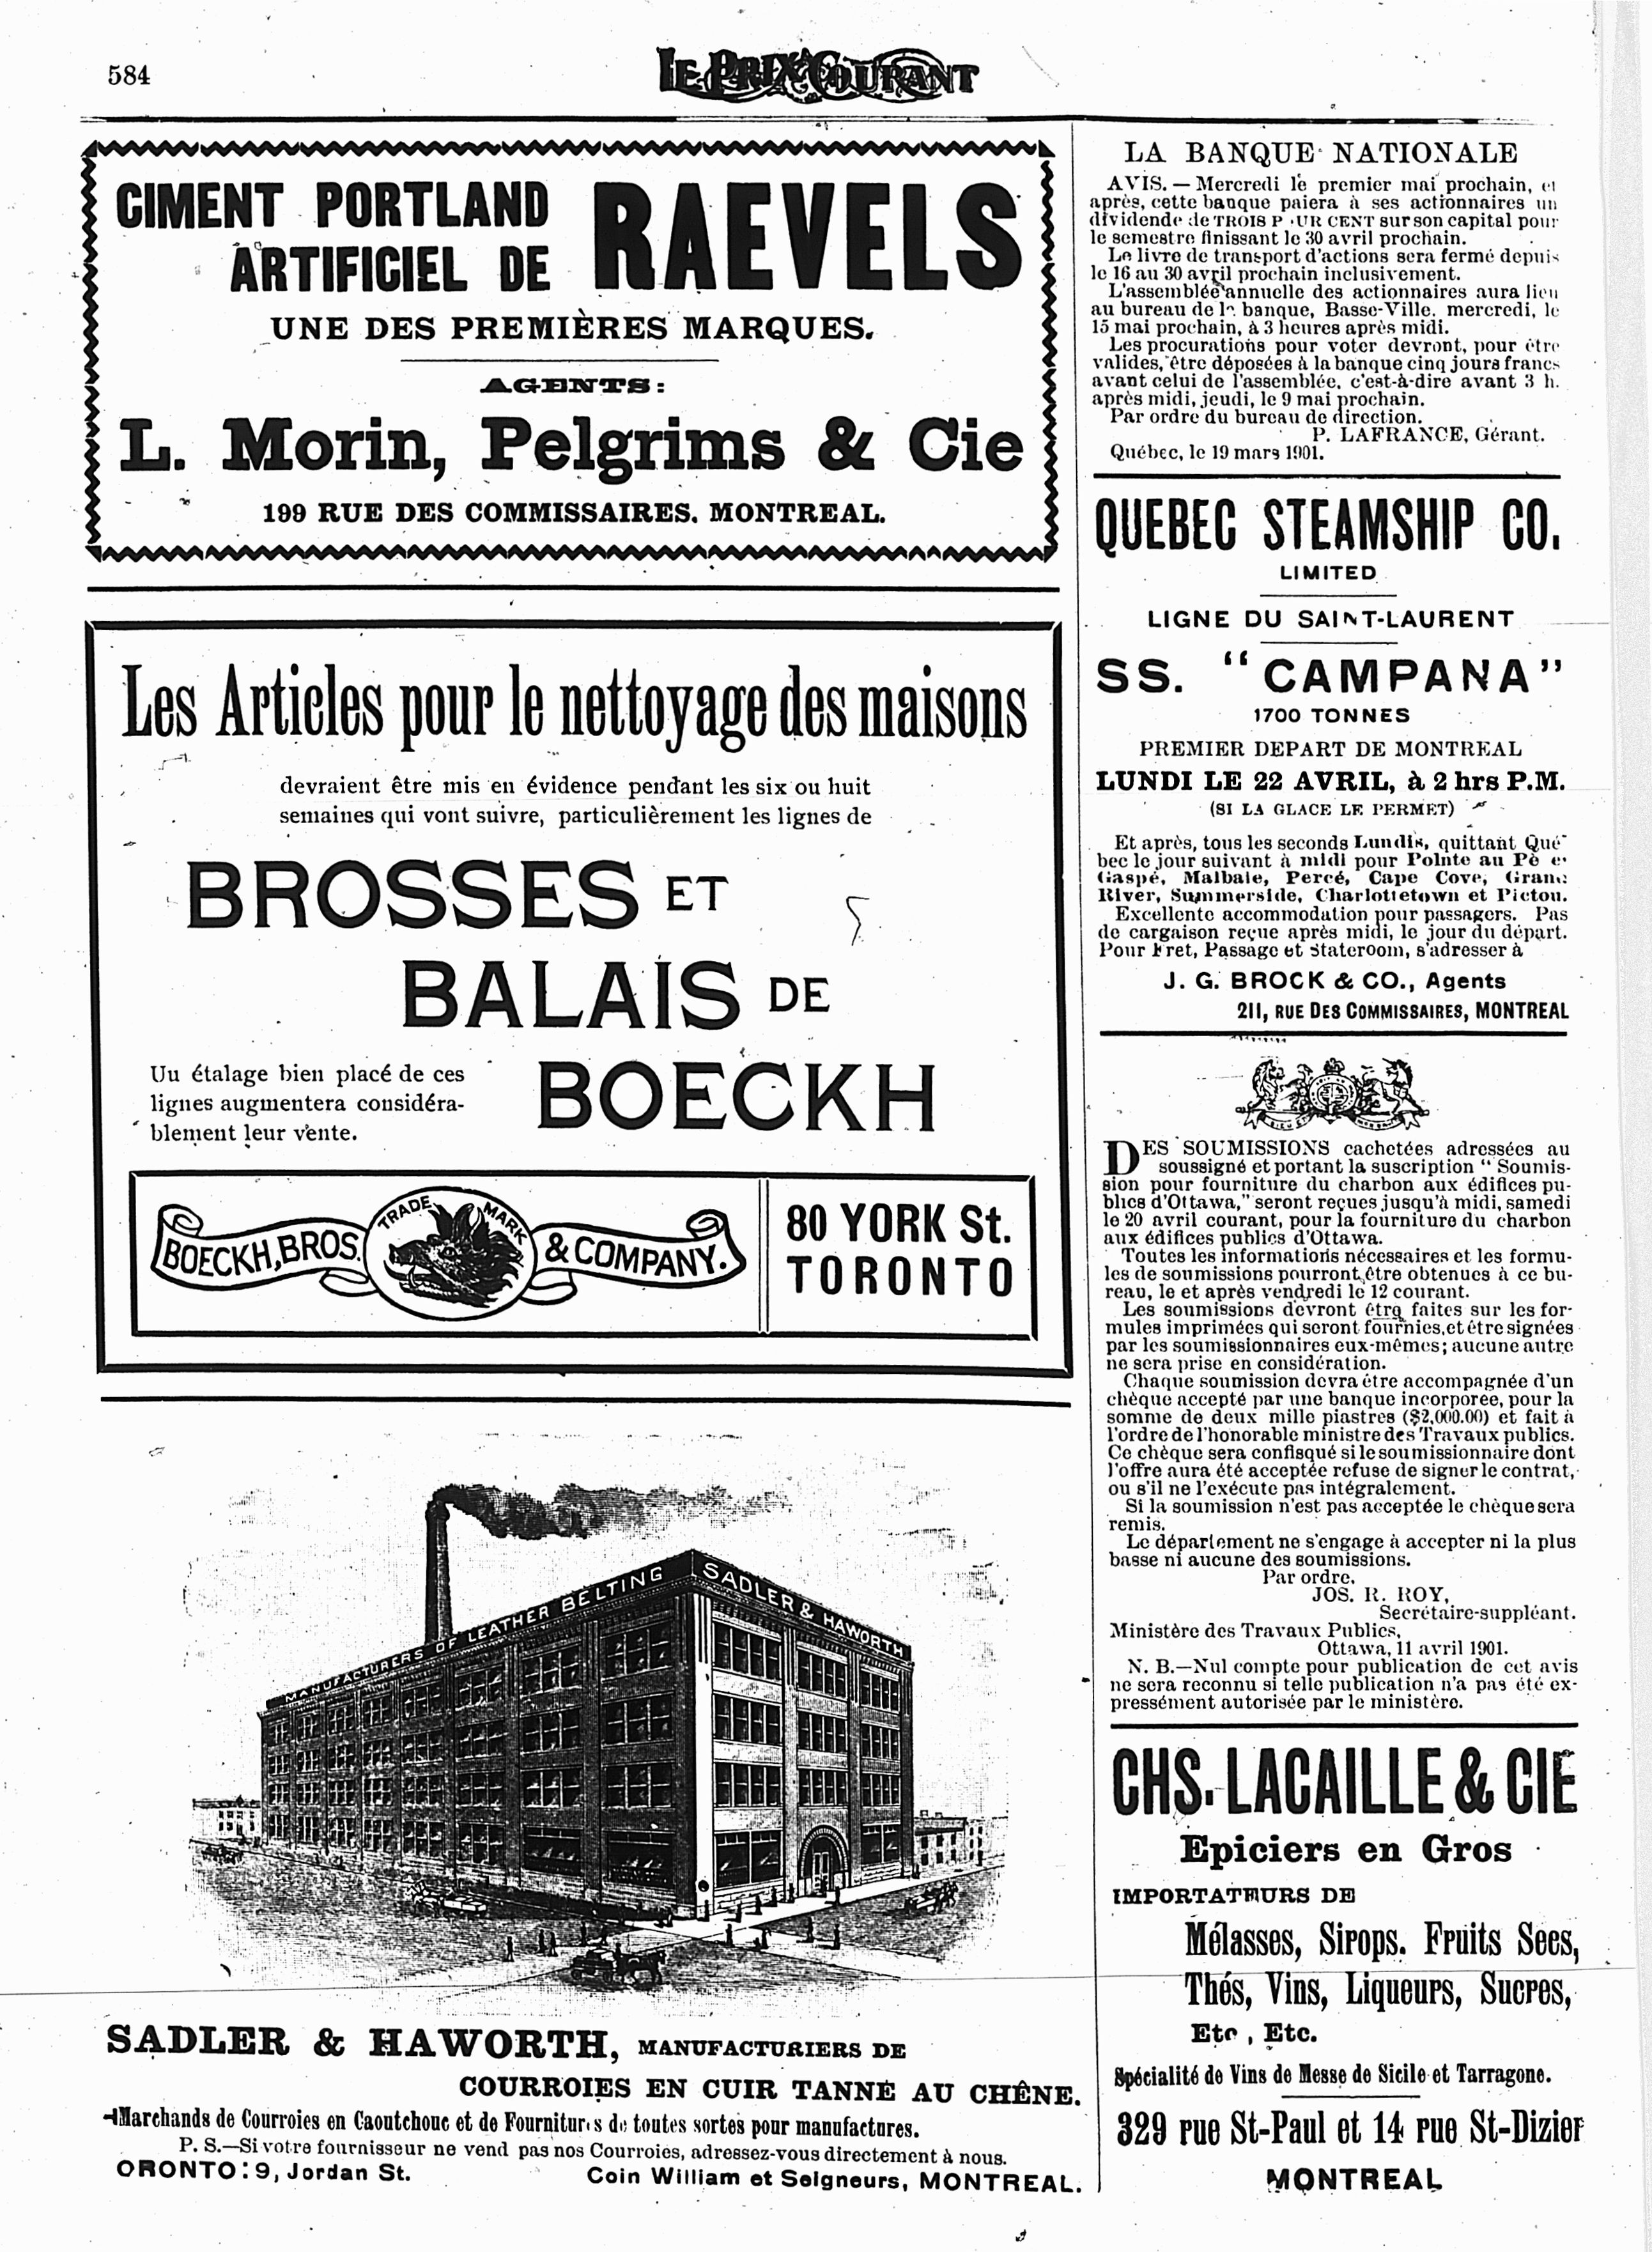 584
LE PRIX COURANT
CIMENT PORTLAND
ARTIFICIEL DE
RAEVELS
UNE DES PREMIÈRES MARQUES.
AGENTS:
L. Morin, Pelgrims & Cie
199 RUE DES COMMISSAIRES. MONTREAL.
Les Articles pour le nettoyage des maisons
devraient être mis en évidence pendant les six ou huit
semaines qui vont suivre, particulièrement les lignes de
BROSSES ET
BALAIS DE
BOECKH
Uu étalage bien placé de ces
lignes augmentera considéra-
blement leur vente.
BOECKH, BROS. TRADE MARK & COMPANY.
80 YORK St.
TORONTO
MANUFACTURERS OF LEATHER BELTING SADLER & HAWORTH
SADLER & HAWORTH, MANUFACTURIERS DE
COURROIES EN CUIR TANNÉ AU CHÊNE.
Marchands de Courroies en Caoutchouc et de Fournitures de toutes sortes pour manufactures.
P. S.—Si votre fournisseur ne vend pas nos Courroies, adressez-vous directement à nous.
ORONTO: 9, Jordan St. Coin William et Seigneurs, MONTREAL.
LA BANQUE NATIONALE
AVIS. — Mercredi le premier mai prochain, et
après, cette banque paiera à ses actionnaires un
dividende de TROIS P UR CENT sur son capital pour
le semestre finissant le 30 avril prochain.
Le livre de transport d'actions sera fermé depuis
le 16 au 30 avril prochain inclusivement.
L'assemblée annuelle des actionnaires aura lieu
au bureau de la banque, Basse-Ville. mercredi, le
15 mai prochain, à 3 heures après midi.
Les procurations pour voter devront, pour être
valides, être déposées à la banque cinq jours francs
avant celui de l'assemblée, c'est-à-dire avant 3 h.
après midi, jeudi, le 9 mai prochain.
Par ordre du bureau de direction.
P. LAFRANCE, Gérant.
Québec, le 19 mars 1901.
QUEBEC STEAMSHIP CO.
LIMITED
LIGNE DU SAINT-LAURENT
SS. "CAMPANA"
1700 TONNES
PREMIER DEPART DE MONTREAL
LUNDI LE 22 AVRIL, à 2 hrs P.M.
(SI LA GLACE LE PERMET)
Et après, tous les seconds Lundis, quittant Qué
bec le jour suivant à midi pour Pointe au Pè e
Gaspé, Malbaie, Percé, Cape Cove, Grand
River, Summerside, Charlottetown et Pictou.
Excellente accommodation pour passagers. Pas
de cargaison reçue après midi, le jour du départ.
Pour Fret, Passage et Stateroom, s'adresser à
J. G. BROCK & CO., Agents
211, RUE DES COMMISSAIRES, MONTREAL
DES SOUMISSIONS cachetées adressées au
soussigné et portant la suscription "Soumis-
sion pour fourniture du charbon aux édifices pu-
blics d'Ottawa," seront reçues jusqu'à midi, samedi
le 20 avril courant, pour la fourniture du charbon
aux édifices publics d'Ottawa.
Toutes les informations nécessaires et les formu-
les de soumissions pourront être obtenues à ce bu-
reau, le et après vendredi le 12 courant.
Les soumissions devront être faites sur les for-
mules imprimées qui seront fournies, et être signées
par les soumissionnaires eux-mêmes; aucune autre
ne sera prise en considération.
Chaque soumission devra être accompagnée d'un
chèque accepté par une banque incorporée, pour la
somme de deux mille piastres ($2,000.00) et fait à
l'ordre de l'honorable ministre des Travaux publics.
Ce chèque sera confisqué si le soumissionnaire dont
l'offre aura été acceptée refuse de signer le contrat,
ou s'il ne l'exécute pas intégralement.
Si la soumission n'est pas acceptée le chèque sera
remis.
Le département ne s'engage à accepter ni la plus
basse ni aucune des soumissions.
Par ordre,
JOS. R. ROY,
Secrétaire-suppléant.
Ministère des Travaux Publics,
Ottawa, 11 avril 1901.
N. B.—Nul compte pour publication de cet avis
ne sera reconnu si telle publication n'a pas été ex-
pressément autorisée par le ministère.
CHS. LACAILLE & CIE
Epiciers en Gros
IMPORTATEURS DE
Mélasses, Sirops. Fruits Secs,
Thés, Vins, Liqueurs, Sucres,
Etc , Etc.
Spécialité de Vins de Messe de Sicile et Tarragone.
329 rue St-Paul et 14 rue St-Dizier
MONTREAL